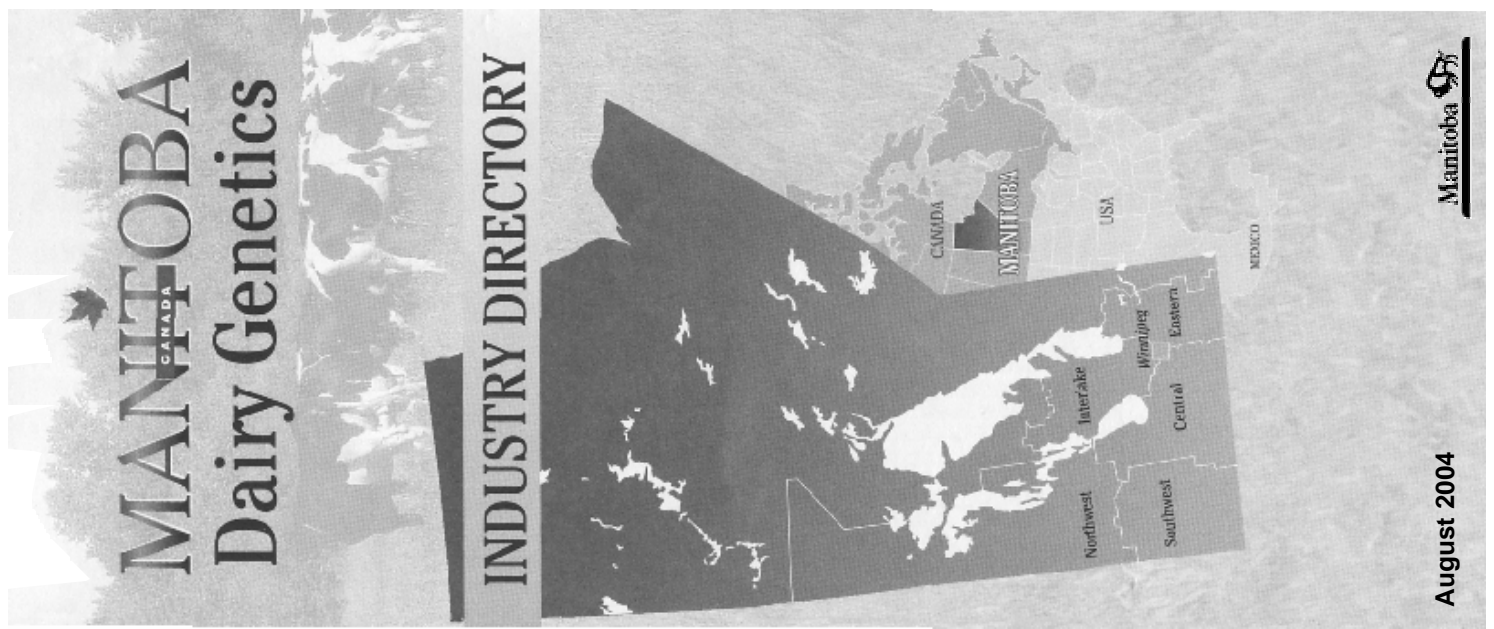 MANITOBA
CANADA
Dairy Genetics
INDUSTRY DIRECTORY
CANADA
MANITOBA
USA
MEXICO
Northwest
Interlake
Winnipeg
Eastern
Central
Southwest
August 2004
Manitoba